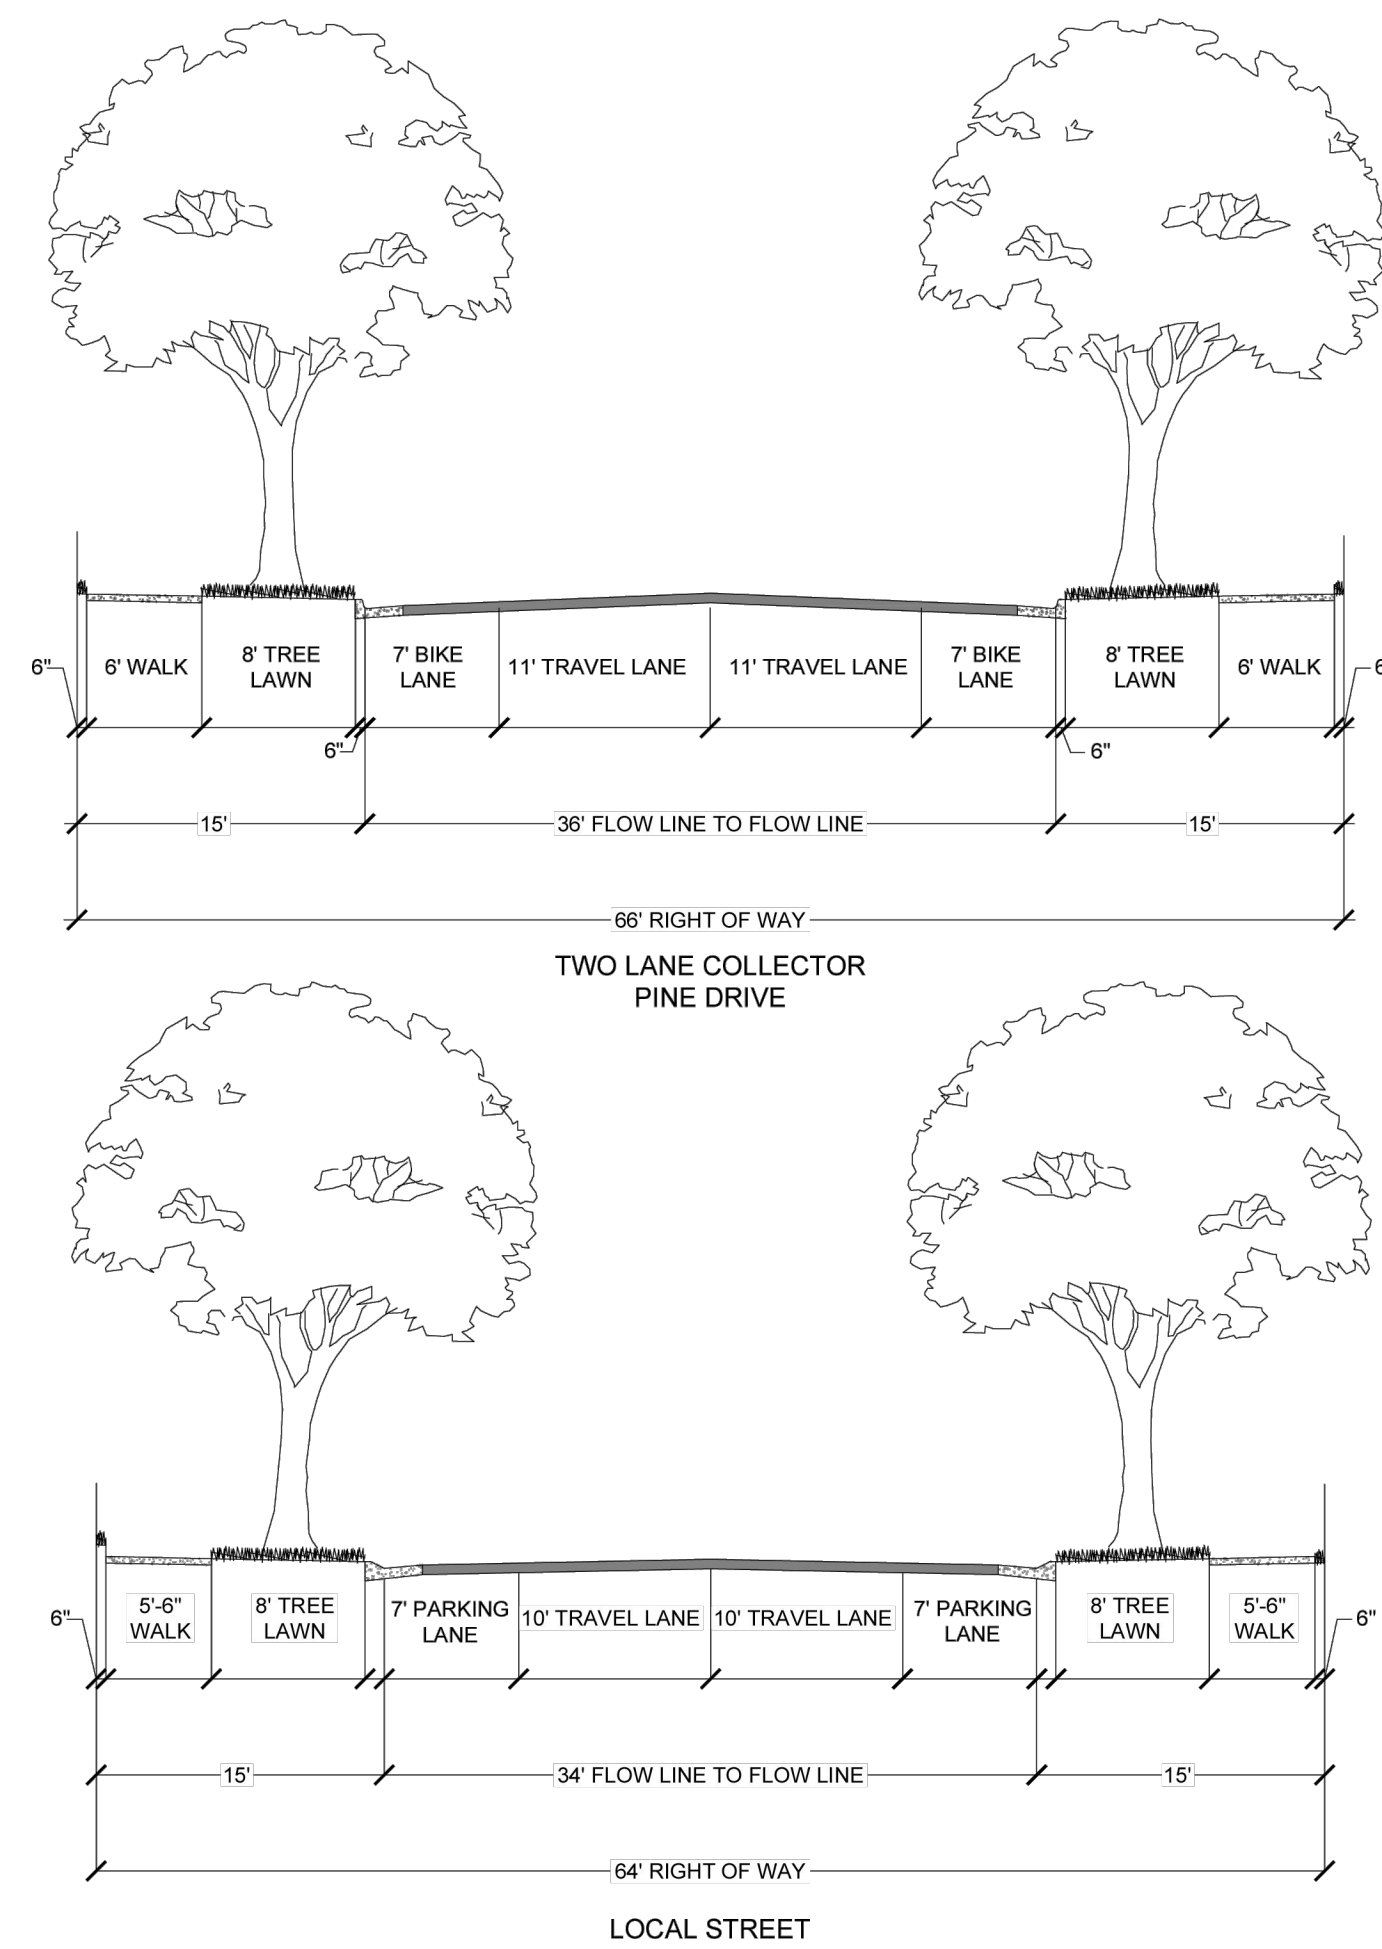 6"
6' WALK
8' TREE
LAWN
7' BIKE
LANE
11' TRAVEL LANE
11' TRAVEL LANE
7' BIKE
LANE
8' TREE
LAWN
6' WALK
6"
6"
15'
36' FLOW LINE TO FLOW LINE
15'
66' RIGHT OF WAY
TWO LANE COLLECTOR
PINE DRIVE
6"
5'-6"
WALK
8' TREE
LAWN
7' PARKING
LANE
10' TRAVEL LANE
10' TRAVEL LANE
7' PARKING
LANE
8' TREE
LAWN
5'-6"
WALK
6"
15'
34' FLOW LINE TO FLOW LINE
15'
64' RIGHT OF WAY
LOCAL STREET